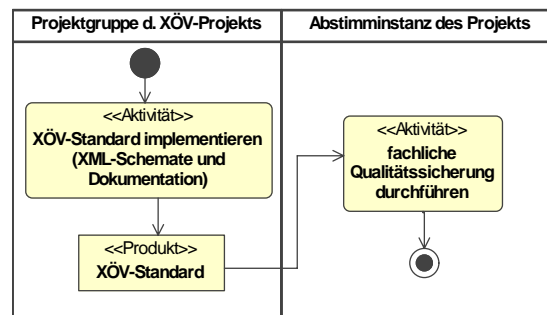 Projektgruppe d. XÖV-Projekts
Abstimminstanz des Projekts
<<Aktivität>>
XÖV-Standard implementieren
(XML-Schemate und
Dokumentation)
<<Produkt>>
XÖV-Standard
<<Aktivität>>
fachliche
Qualitätssicherung
durchführen